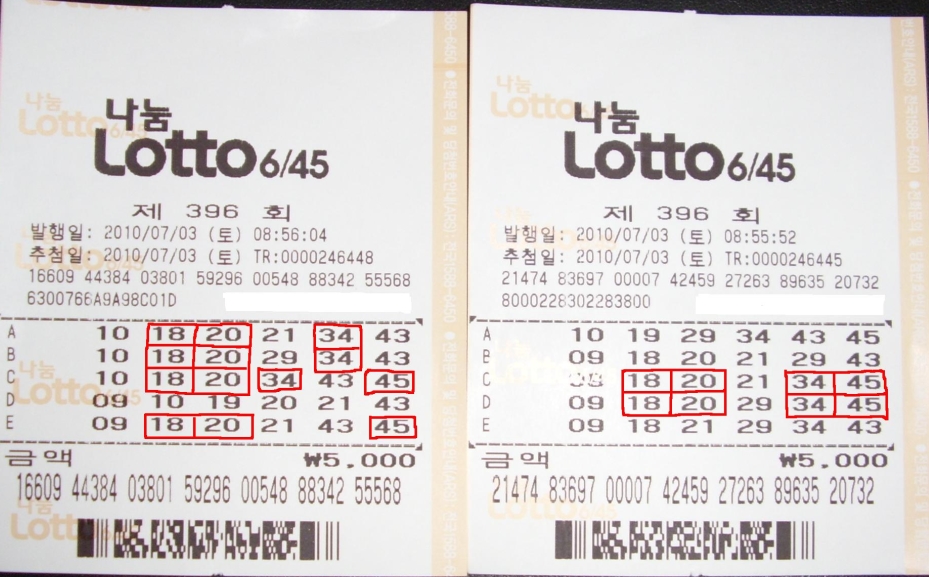 나눔
Lotto 6/45
제 396 회
발행일: 2010/07/03 (토) 08:56:04
추첨일: 2010/07/03 (토) TR:0000246448
16609 44384 03801 59296 00548 88342 55568
6300766A9A98C01D
A 10 18 20 21 34 43
B 10 18 20 29 34 43
C 10 18 20 34 43 45
D 09 10 19 20 21 43
E 09 18 20 21 43 45
금액 ₩5,000
16609 44384 03801 59296 00548 88342 55568
나눔
Lotto 6/45
제 396 회
발행일: 2010/07/03 (토) 08:55:52
추첨일: 2010/07/03 (토) TR:0000246445
21474 83697 00007 42459 27263 89635 20732
8000228302283800
A 10 19 29 34 43 45
B 09 18 20 21 29 43
C 09 18 20 21 34 45
D 09 18 20 29 34 45
E 09 18 21 29 34 43
금액 ₩5,000
21474 83697 00007 42459 27263 89635 20732